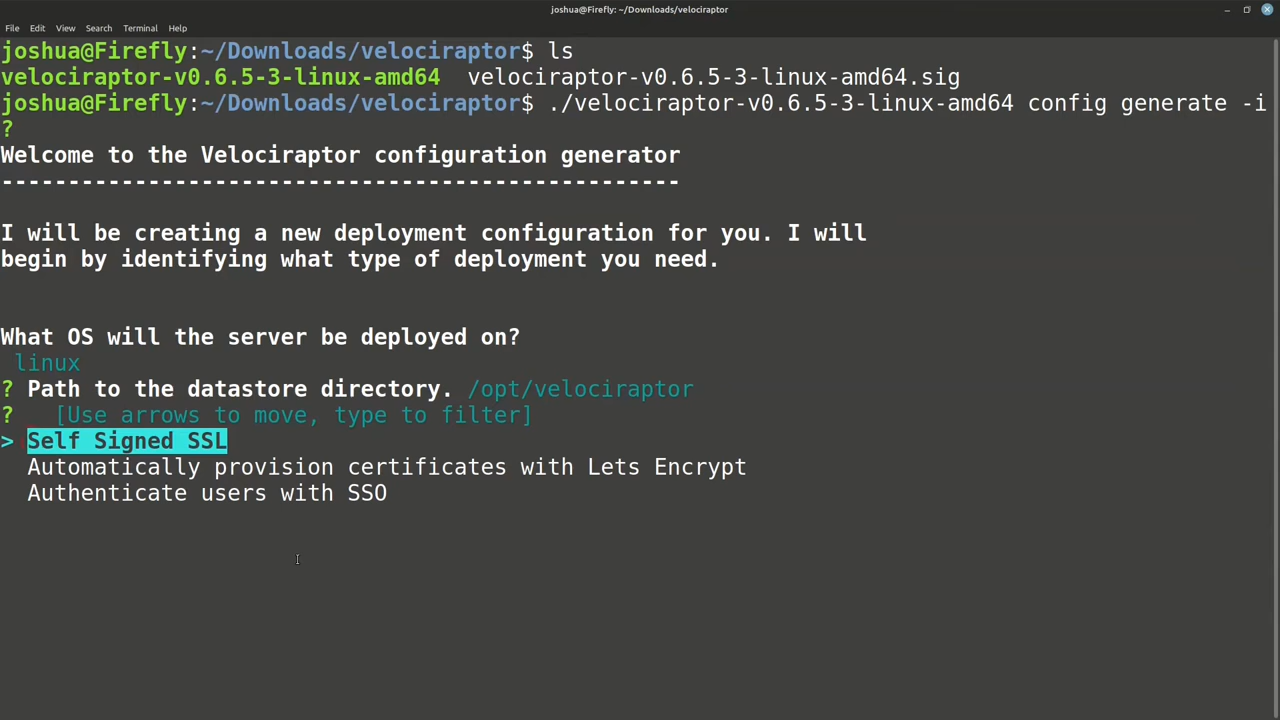 joshua@Firefly: ~/Downloads/velociraptor
File Edit View Search Terminal Help
joshua@Firefly:~/Downloads/velociraptor$ ls
velociraptor-v0.6.5-3-linux-amd64  velociraptor-v0.6.5-3-linux-amd64.sig
joshua@Firefly:~/Downloads/velociraptor$ ./velociraptor-v0.6.5-3-linux-amd64 config generate -i
?
Welcome to the Velociraptor configuration generator
---------------------------------------------------
I will be creating a new deployment configuration for you. I will
begin by identifying what type of deployment you need.
What OS will the server be deployed on?
linux
? Path to the datastore directory. /opt/velociraptor
?   [Use arrows to move, type to filter]
> Self Signed SSL
Automatically provision certificates with Lets Encrypt
Authenticate users with SSO